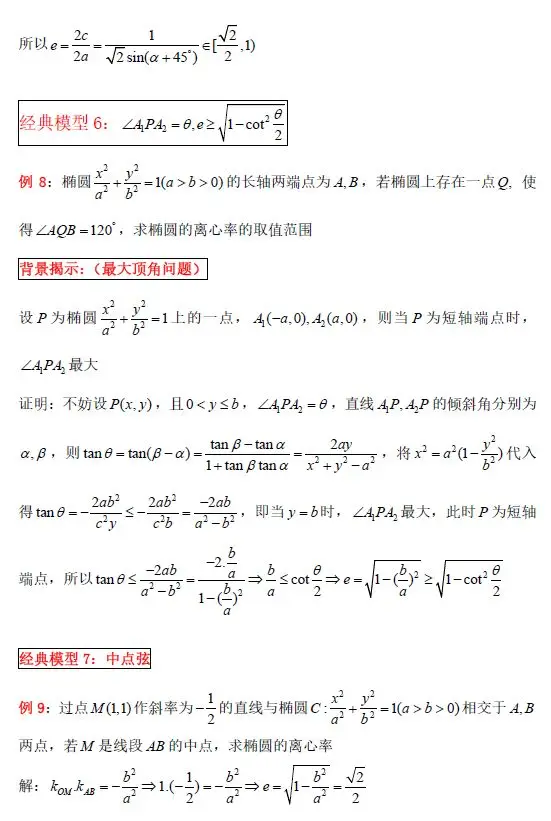 所以 $e=\frac{2c}{2a}=\frac{1}{\sqrt{2}\sin(\alpha+45^\circ)}\in[\frac{\sqrt{2}}{2},1)$
经典模型 6： $\angle A_1PA_2=\theta,e\geq\sqrt{1-\cot^2\frac{\theta}{2}}$
例 8：椭圆 $\frac{x^2}{a^2}+\frac{y^2}{b^2}=1(a>b>0)$ 的长轴两端点为 $A,B$，若椭圆上存在一点 $Q$, 使
得 $\angle AQB=120^\circ$，求椭圆的离心率的取值范围
背景揭示：（最大顶角问题）
设 $P$ 为椭圆 $\frac{x^2}{a^2}+\frac{y^2}{b^2}=1$ 上的一点，$A_1(-a,0),A_2(a,0)$，则当 $P$ 为短轴端点时，
$\angle A_1PA_2$ 最大
证明：不妨设 $P(x,y)$，且 $0<y\leq b$，$\angle A_1PA_2=\theta$，直线 $A_1P,A_2P$ 的倾斜角分别为
$\alpha,\beta$，则 $\tan\theta=\tan(\beta-\alpha)=\frac{\tan\beta-\tan\alpha}{1+\tan\beta\tan\alpha}=\frac{2ay}{x^2+y^2-a^2}$，将 $x^2=a^2(1-\frac{y^2}{b^2})$ 代入
得 $\tan\theta=-\frac{2ab^2}{c^2y}\leq-\frac{2ab^2}{c^2b}=\frac{-2ab}{a^2-b^2}$，即当 $y=b$ 时，$\angle A_1PA_2$ 最大，此时 $P$ 为短轴
端点，所以 $\tan\theta\leq\frac{-2ab}{a^2-b^2}=\frac{-2.\frac{b}{a}}{1-(\frac{b}{a})^2}\Rightarrow\frac{b}{a}\leq\cot\frac{\theta}{2}\Rightarrow e=\sqrt{1-(\frac{b}{a})^2}\geq\sqrt{1-\cot^2\frac{\theta}{2}}$
经典模型 7：中点弦
例 9：过点 $M(1,1)$ 作斜率为 $-\frac{1}{2}$ 的直线与椭圆 $C:\frac{x^2}{a^2}+\frac{y^2}{b^2}=1(a>b>0)$ 相交于 $A,B$
两点，若 $M$ 是线段 $AB$ 的中点，求椭圆的离心率
解：$k_{OM}.k_{AB}=-\frac{b^2}{a^2}\Rightarrow1.(-\frac{1}{2})=-\frac{b^2}{a^2}\Rightarrow e=\sqrt{1-\frac{b^2}{a^2}}=\frac{\sqrt{2}}{2}$